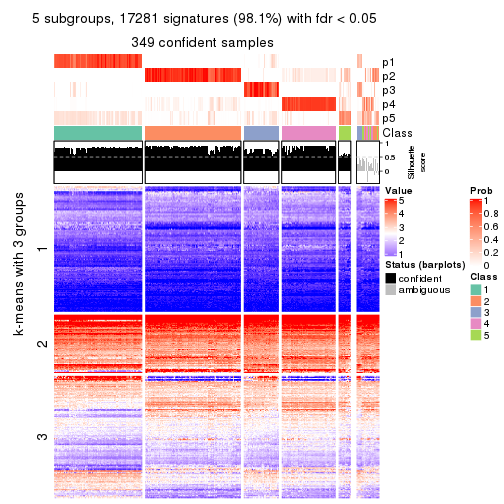 5 subgroups, 17281 signatures (98.1%) with fdr < 0.05
349 confident samples
p1
p2
p3
p4
p5
Class
1
0.5
0
Silhouette
score
k-means with 3 groups
1
2
3
Value
5
4
3
2
1
Status (barplots)
confident
ambiguous
Prob
1
0.8
0.6
0.4
0.2
0
Class
1
2
3
4
5